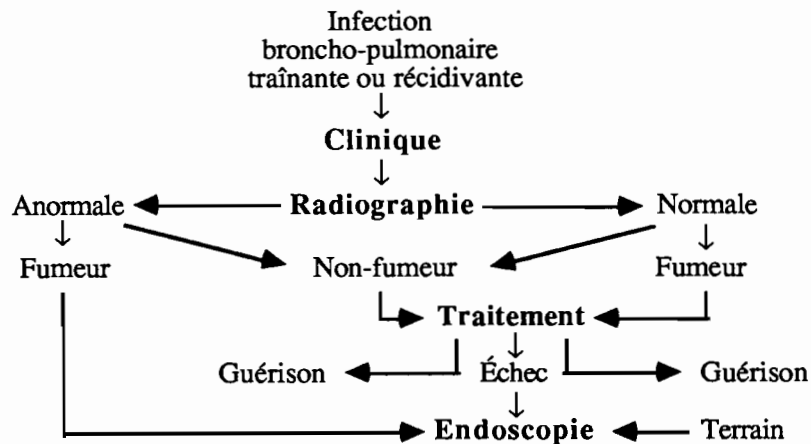 Infection
broncho-pulmonaire
traînante ou récidivante
Clinique
Anormale Radiographie Normale
Fumeur Non-fumeur Fumeur
Traitement
Guérison Échec Guérison
Endoscopie Terrain